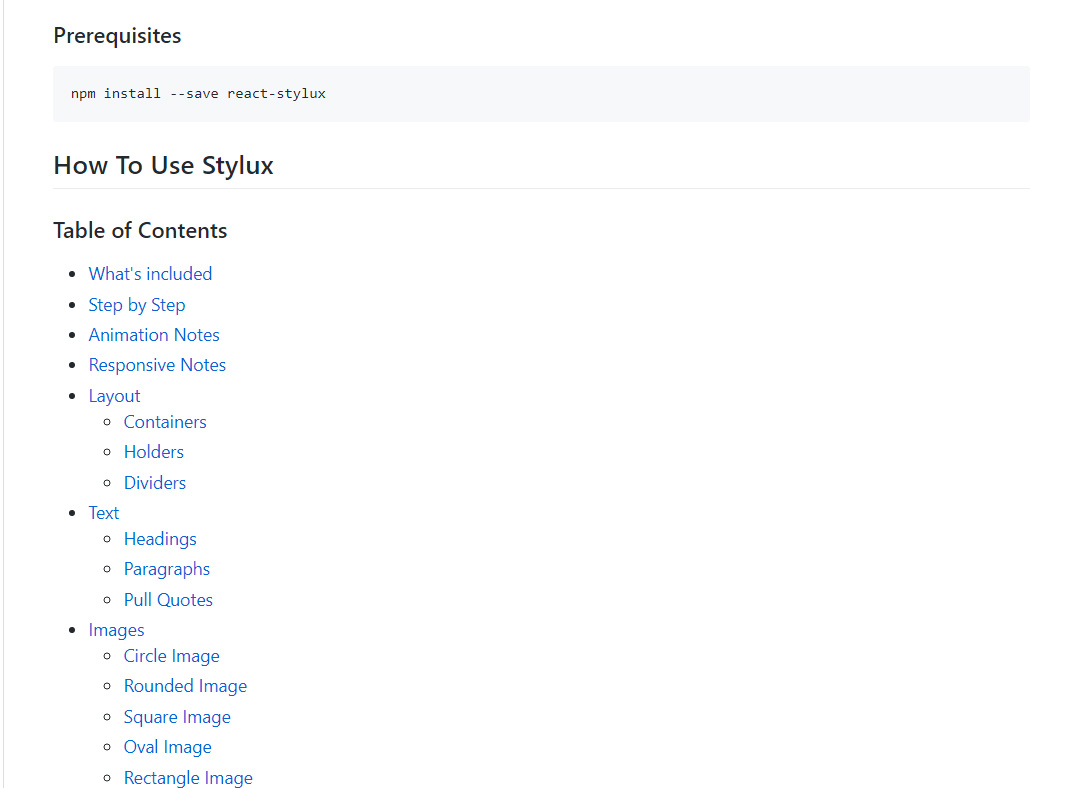 Prerequisites
npm install --save react-stylux
How To Use Stylux
Table of Contents
What's included
Step by Step
Animation Notes
Responsive Notes
Layout
Containers
Holders
Dividers
Text
Headings
Paragraphs
Pull Quotes
Images
Circle Image
Rounded Image
Square Image
Oval Image
Rectangle Image